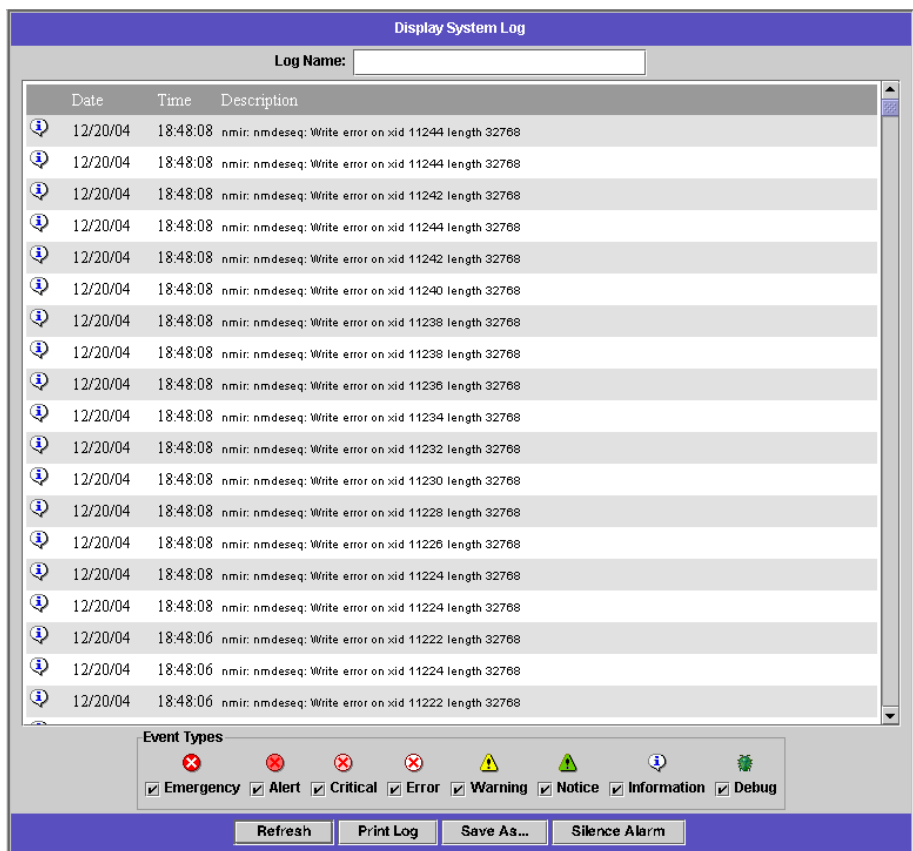 Display System Log
Log Name:
Date Time Description
12/20/04 18:48:08 nmir: nmdeseq: Write error on xid 11244 length 32768
12/20/04 18:48:08 nmir: nmdeseq: Write error on xid 11244 length 32768
12/20/04 18:48:08 nmir: nmdeseq: Write error on xid 11242 length 32768
12/20/04 18:48:08 nmir: nmdeseq: Write error on xid 11244 length 32768
12/20/04 18:48:08 nmir: nmdeseq: Write error on xid 11242 length 32768
12/20/04 18:48:08 nmir: nmdeseq: Write error on xid 11240 length 32768
12/20/04 18:48:08 nmir: nmdeseq: Write error on xid 11238 length 32768
12/20/04 18:48:08 nmir: nmdeseq: Write error on xid 11238 length 32768
12/20/04 18:48:08 nmir: nmdeseq: Write error on xid 11236 length 32768
12/20/04 18:48:08 nmir: nmdeseq: Write error on xid 11234 length 32768
12/20/04 18:48:08 nmir: nmdeseq: Write error on xid 11232 length 32768
12/20/04 18:48:08 nmir: nmdeseq: Write error on xid 11230 length 32768
12/20/04 18:48:08 nmir: nmdeseq: Write error on xid 11228 length 32768
12/20/04 18:48:08 nmir: nmdeseq: Write error on xid 11226 length 32768
12/20/04 18:48:08 nmir: nmdeseq: Write error on xid 11224 length 32768
12/20/04 18:48:08 nmir: nmdeseq: Write error on xid 11224 length 32768
12/20/04 18:48:06 nmir: nmdeseq: Write error on xid 11222 length 32768
12/20/04 18:48:06 nmir: nmdeseq: Write error on xid 11224 length 32768
12/20/04 18:48:06 nmir: nmdeseq: Write error on xid 11222 length 32768
Event Types
Emergency Alert Critical Error Warning Notice Information Debug
Refresh Print Log Save As... Silence Alarm